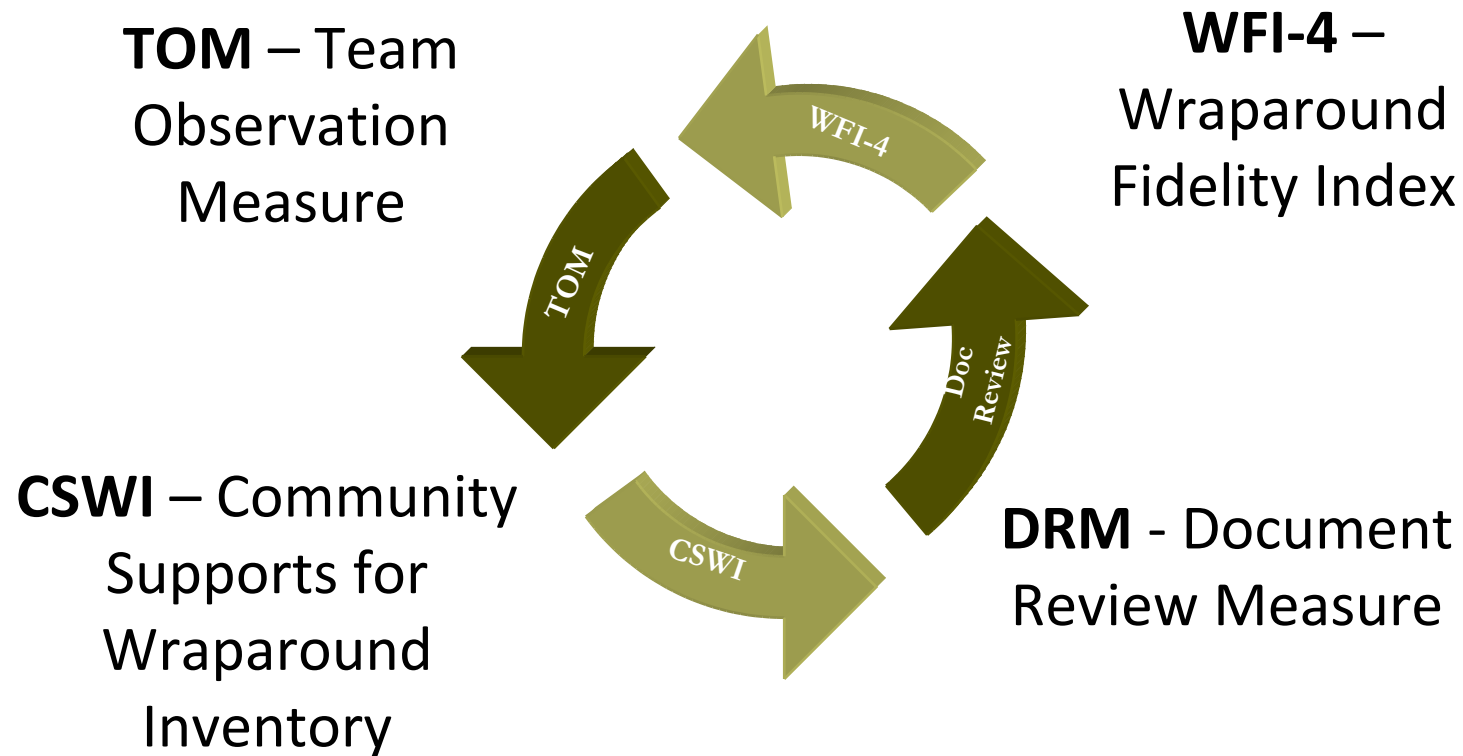 TOM – Team
Observation
Measure
WFI-4 –
Wraparound
Fidelity Index
WFI-4
TOM
Doc
Review
CSWI
CSWI – Community
Supports for
Wraparound
Inventory
DRM - Document
Review Measure